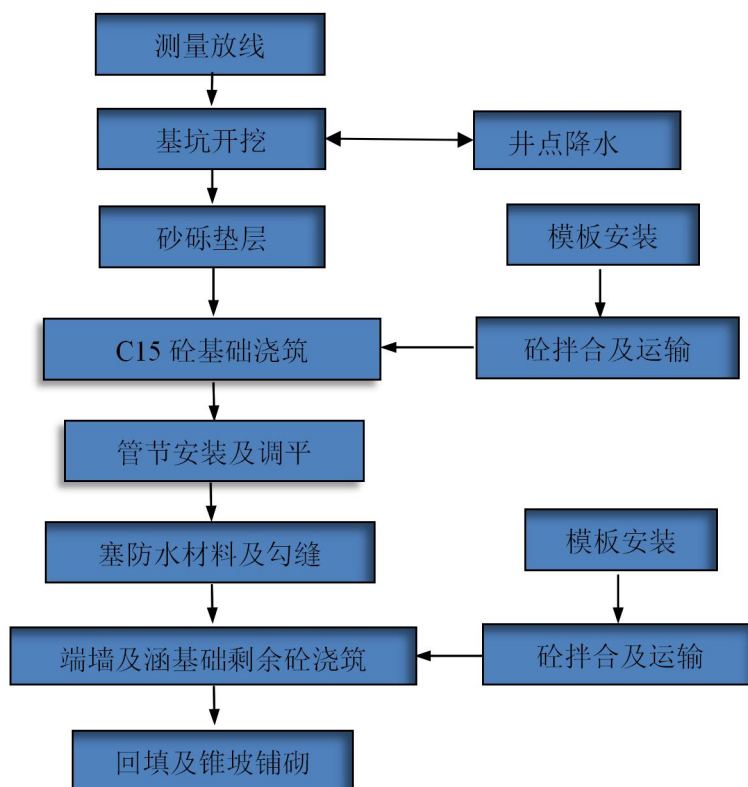 测量放线
基坑开挖
井点降水
砂砾垫层
模板安装
C15 砼基础浇筑
砼拌合及运输
管节安装及调平
塞防水材料及勾缝
模板安装
端墙及涵基础剩余砼浇筑
砼拌合及运输
回填及锥坡铺砌